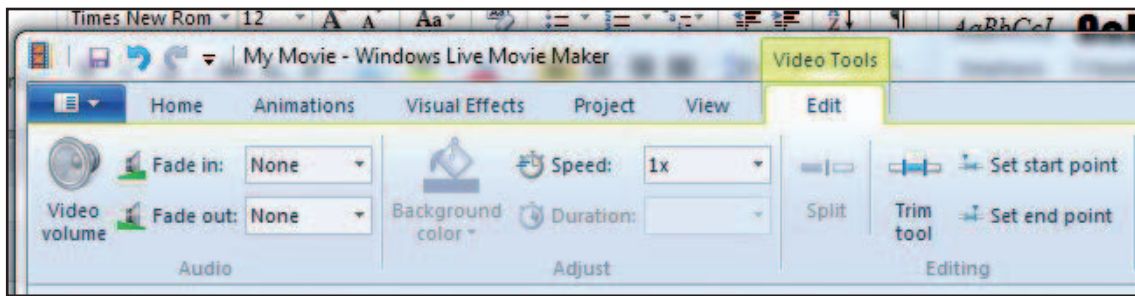 Times New Rom 12 A A Aa
My Movie - Windows Live Movie Maker
Video Tools
Home Animations Visual Effects Project View Edit
Fade in: None Speed: 1x Set start point
Video volume Fade out: None Background color Duration: Split Trim tool Set end point
Audio Adjust Editing